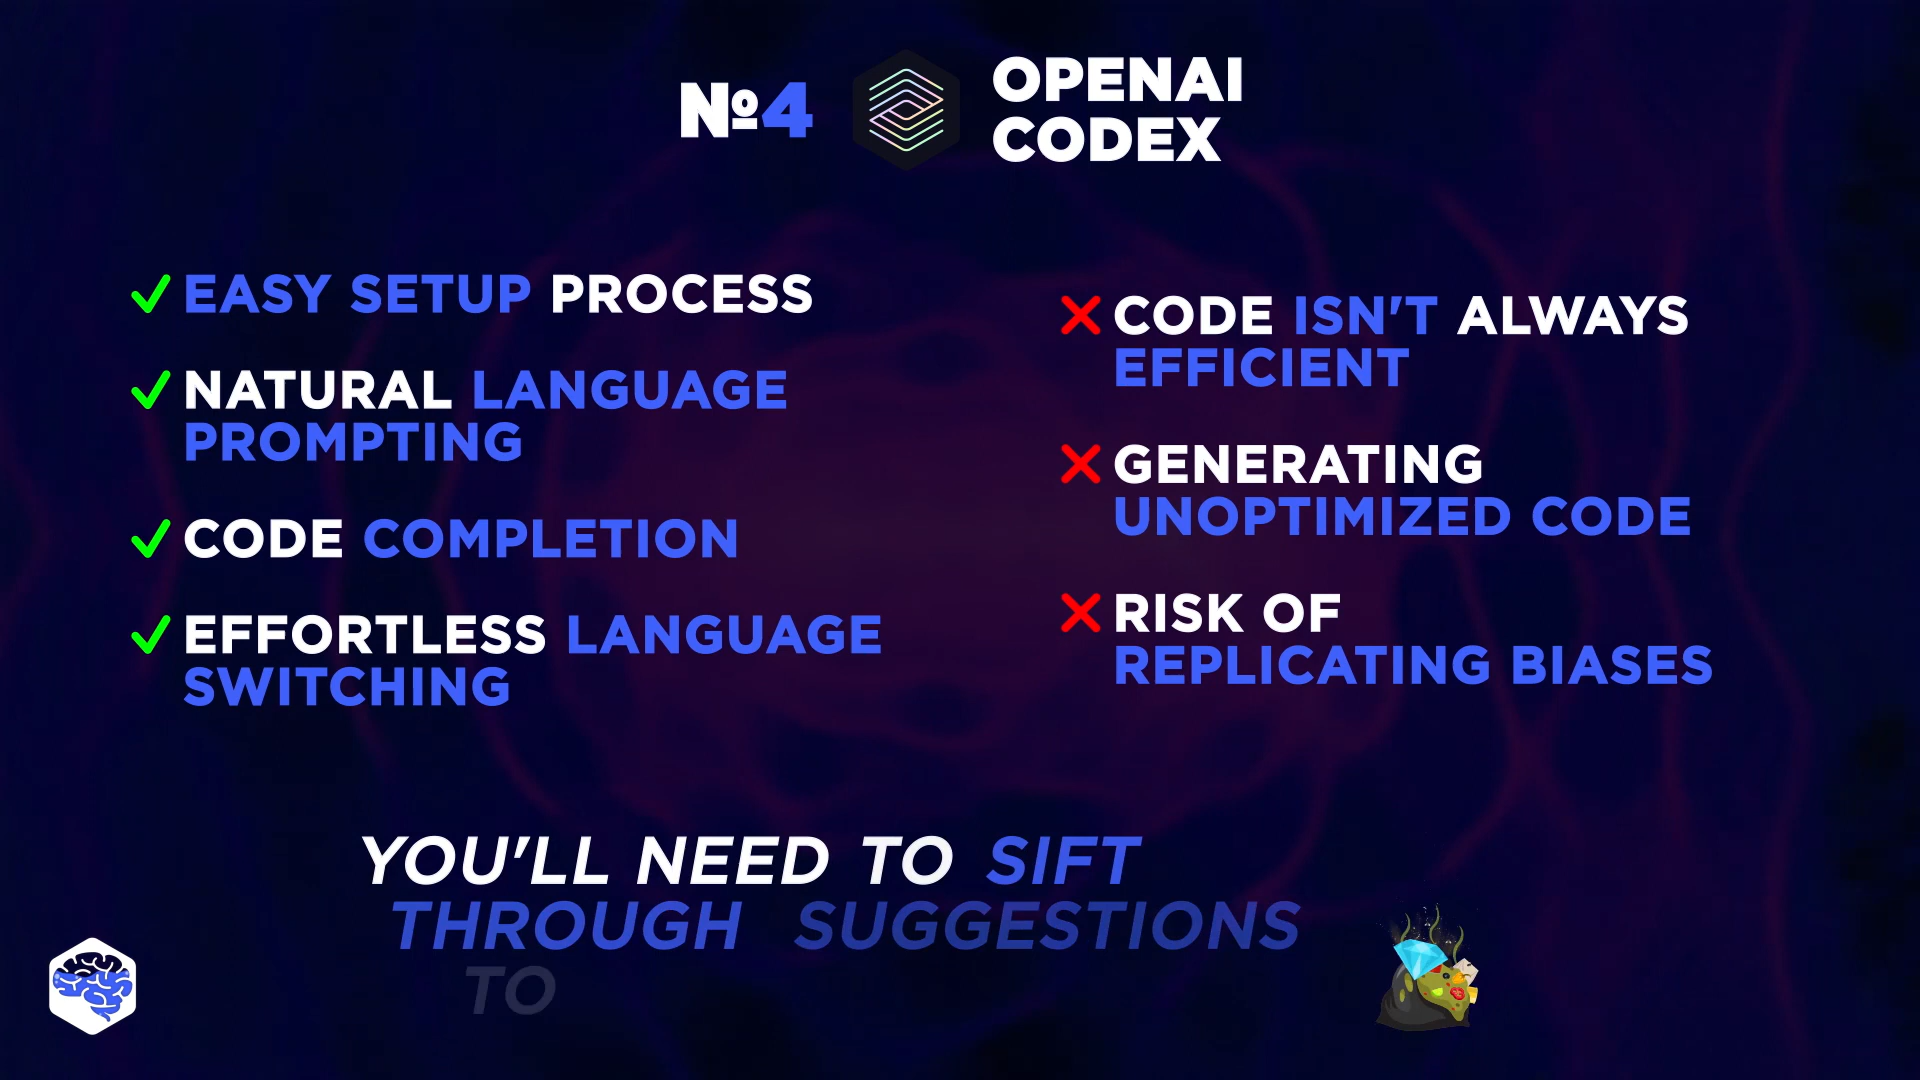 №4
OPENAI
CODEX
EASY SETUP PROCESS
NATURAL LANGUAGE
PROMPTING
CODE COMPLETION
EFFORTLESS LANGUAGE
SWITCHING
CODE ISN'T ALWAYS
EFFICIENT
GENERATING
UNOPTIMIZED CODE
RISK OF
REPLICATING BIASES
YOU'LL NEED TO SIFT
THROUGH SUGGESTIONS
TO